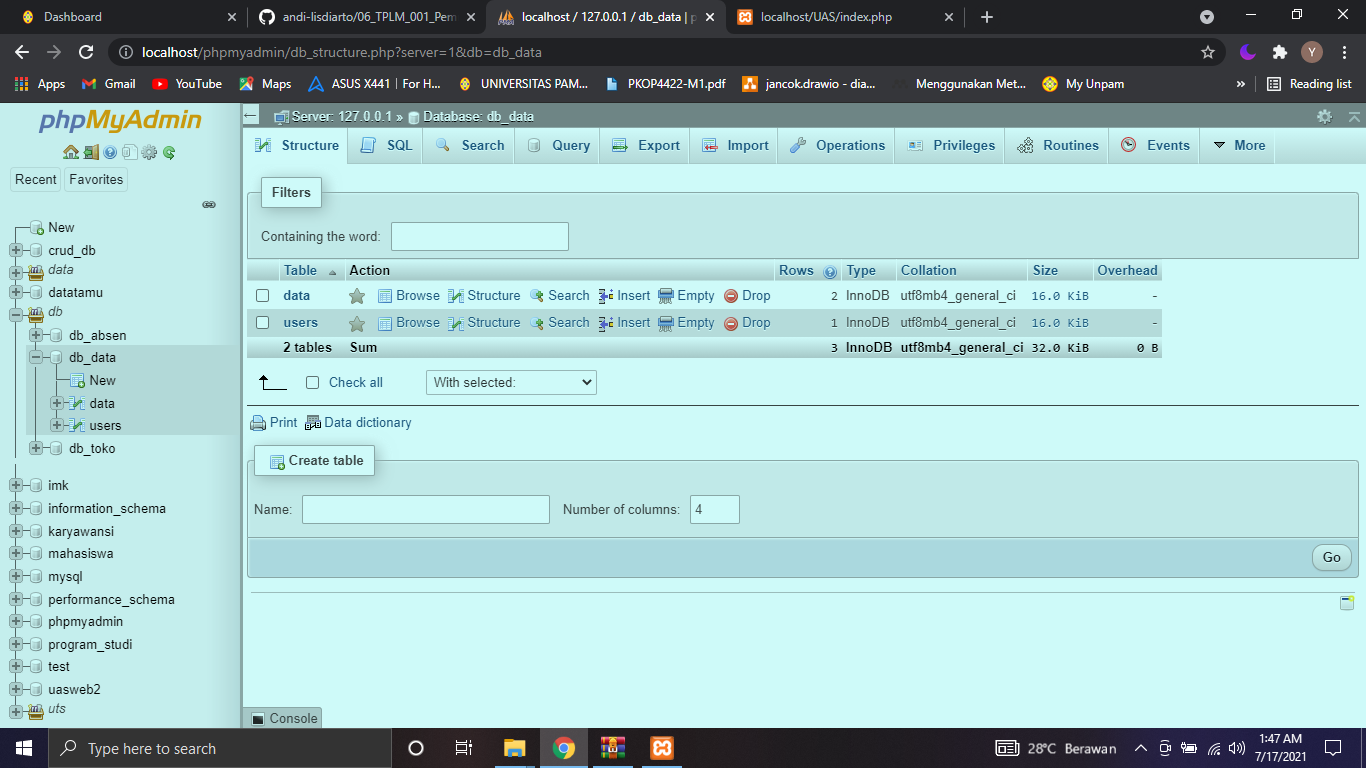 Dashboard
andi-lisdiarto/06_TPLM_001_Pem
localhost / 127.0.0.1 / db_data | p
localhost/UAS/index.php
localhost/phpmyadmin/db_structure.php?server=1&db=db_data
Y
Apps
Gmail
YouTube
Maps
ASUS X441 | For H...
UNIVERSITAS PAM...
PKOP4422-M1.pdf
jancok.drawio - dia...
Menggunakan Met...
My Unpam
»
Reading list
phpMyAdmin
Recent
Favorites
New
crud_db
data
datatamu
db
db_absen
db_data
New
data
users
db_toko
imk
information_schema
karyawansi
mahasiswa
mysql
performance_schema
phpmyadmin
program_studi
test
uasweb2
uts
Server: 127.0.0.1 » Database: db_data
Structure
SQL
Search
Query
Export
Import
Operations
Privileges
Routines
Events
More
Filters
Containing the word:
Table Action Rows Type Collation Size Overhead
data Browse Structure Search Insert Empty Drop 2 InnoDB utf8mb4_general_ci 16.0 KiB -
users Browse Structure Search Insert Empty Drop 1 InnoDB utf8mb4_general_ci 16.0 KiB -
2 tables Sum 3 InnoDB utf8mb4_general_ci 32.0 KiB 0 B
Check all
With selected:
Print
Data dictionary
Create table
Name:
Number of columns: 4
Go
Console
Type here to search
28°C Berawan
1:47 AM
7/17/2021